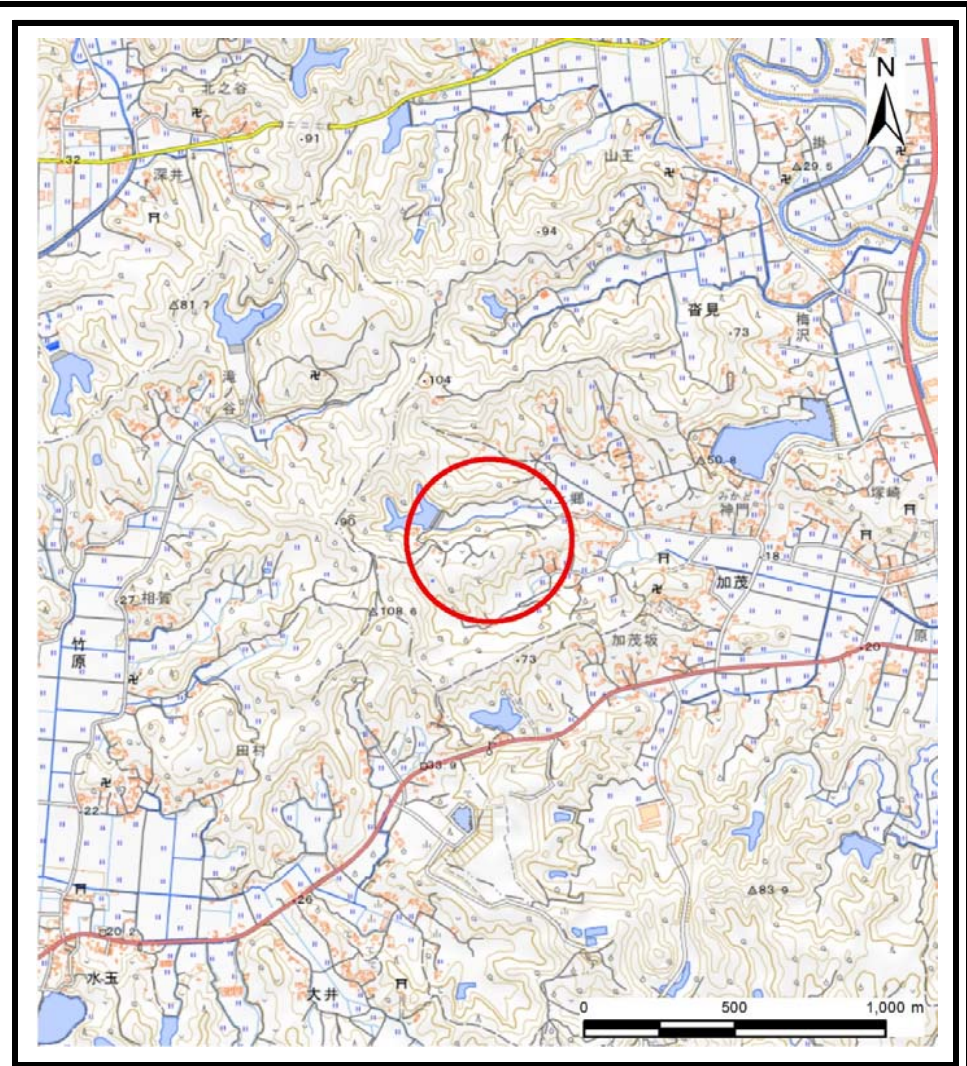 N
北之谷
91
山王
掛
32
深井
29.5
94
81.7
沓見
73
梅沢
滝谷
104
50.8
塚崎
みかど
神門
上郷
90
18
加茂
27
相賀
108.6
竹原
加茂坂
原
20
73
田村
33.9
22
83.9
26
20.2
水玉
大井
0 500 1,000 m